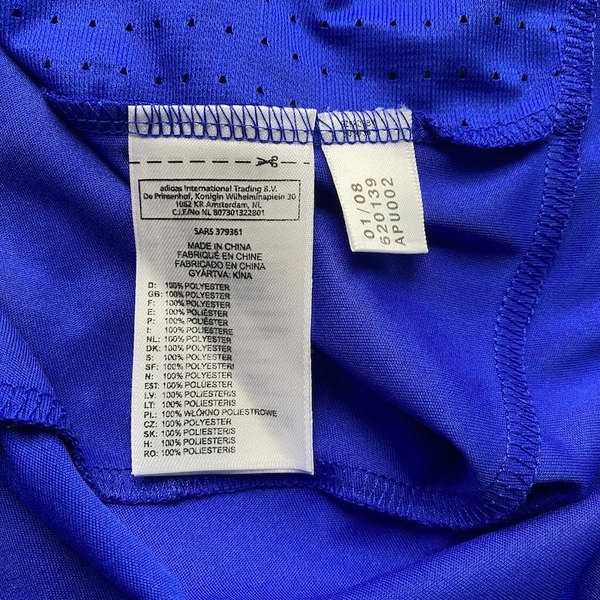 adidas International Trading B.V.
De Prinsenhof, Konigin Wilhelminaplein 30
1062 KR Amsterdam, NL
C.I.F/No NL 807301322B01
SARS 379361
MADE IN CHINA
FABRIQUÉ EN CHINE
FABRICADO EN CHINA
GYÁRTVA: KÍNA
D: 100% POLYESTER
GB: 100% POLYESTER
F: 100% POLYESTER
E: 100% POLIÉSTER
P: 100% POLIÉSTER
I: 100% POLIESTERE
NL: 100% POLYESTER
DK: 100% POLYESTER
S: 100% POLYESTER
SF: 100% POLYESTERI
N: 100% POLYESTER
EST: 100% POLÜESTER
LV: 100% POLIESTERIS
LT: 100% POLIESTERIS
PL: 100% WŁÓKNO POLIESTROWE
CZ: 100% POLYESTER
SK: 100% POLYESTER
H: 100% POLIÉSTER
RO: 100% POLIESTER
01/08
520139
APU002